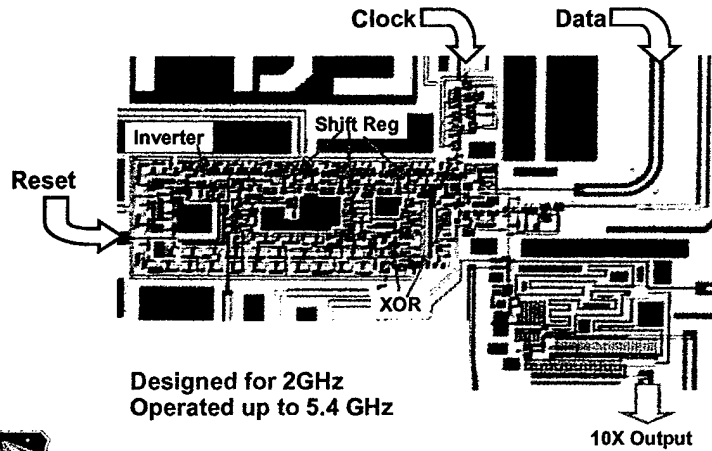 Clock
Data
Inverter
Shift Reg
Reset
XOR
Designed for 2GHz
Operated up to 5.4 GHz
10X Output